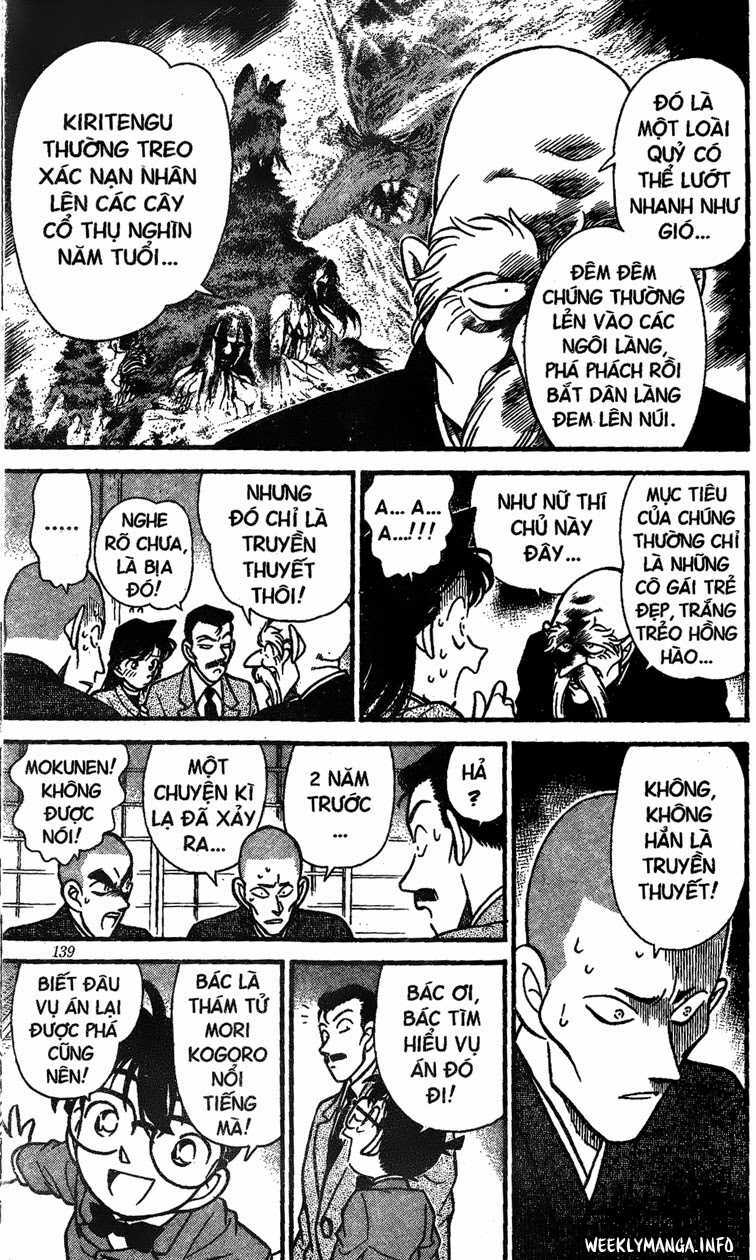 ĐÓ LÀ
MỘT LOÀI
QUỶ CÓ
THỂ LƯỚT
NHANH NHƯ
GIÓ...
ĐÊM ĐÊM
CHÚNG THƯỜNG
LẺN VÀO CÁC
NGÔI LÀNG,
PHÁ PHÁCH RỒI
BẮT DÂN LÀNG
ĐEM LÊN NÚI.
KIRITENGU
THƯỜNG TREO
XÁC NẠN NHÂN
LÊN CÁC CÂY
CỔ THỤ NGHÌN
NĂM TUỔI...
MỤC TIÊU
CỦA CHÚNG
THƯỜNG CHỈ
LÀ NHỮNG
CÔ GÁI TRẺ
ĐẸP, TRẮNG
TRẺO HỒNG
HÀO...
NHƯ NỮ THÍ
CHỦ NÀY
ĐÂY...
A... A...
A...!!!
NHƯNG
ĐÓ CHỈ LÀ
TRUYỀN
THUYẾT
THÔI!
NGHE
RÕ CHƯA,
LÀ BỊA
ĐÓ!
.....
KHÔNG,
KHÔNG
HẲN LÀ
TRUYỀN
THUYẾT!
HẢ
?
2 NĂM
TRƯỚC
...
MỘT
CHUYỆN KÌ
LẠ ĐÃ XẢY
RA...
MOKUNEN!
KHÔNG
ĐƯỢC
NÓI!
139
BÁC ƠI,
BÁC TÌM
HIỂU VỤ
ÁN ĐÓ
ĐI!
BÁC LÀ
THÁM TỬ
MORI
KOGORO
NỔI
TIẾNG
MÀ!
BIẾT ĐÂU
VỤ ÁN LẠI
ĐƯỢC PHÁ
CŨNG
NÊN!
WEEKLYMANGA.INFO